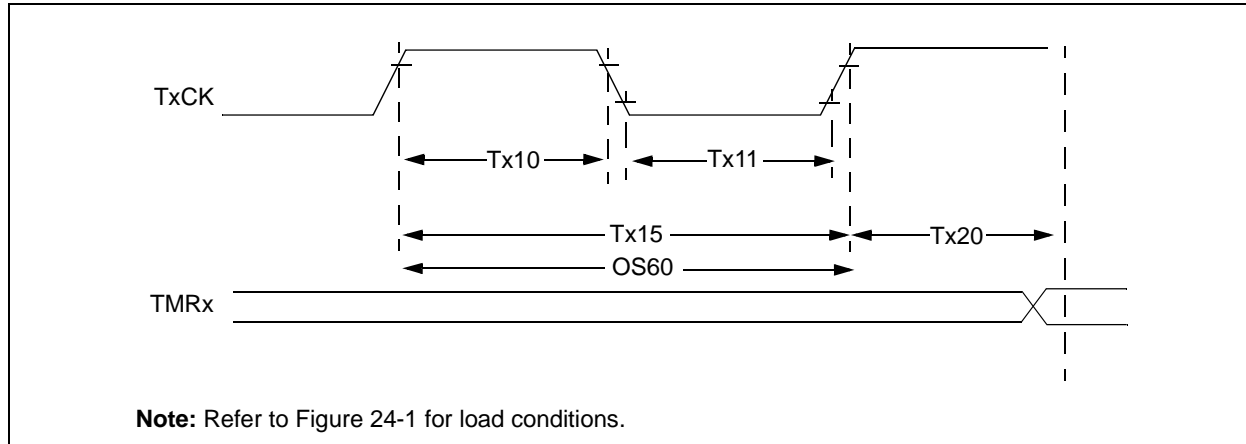 TxCK
Tx10
Tx11
Tx15
Tx20
OS60
TMRx
Note: Refer to Figure 24-1 for load conditions.